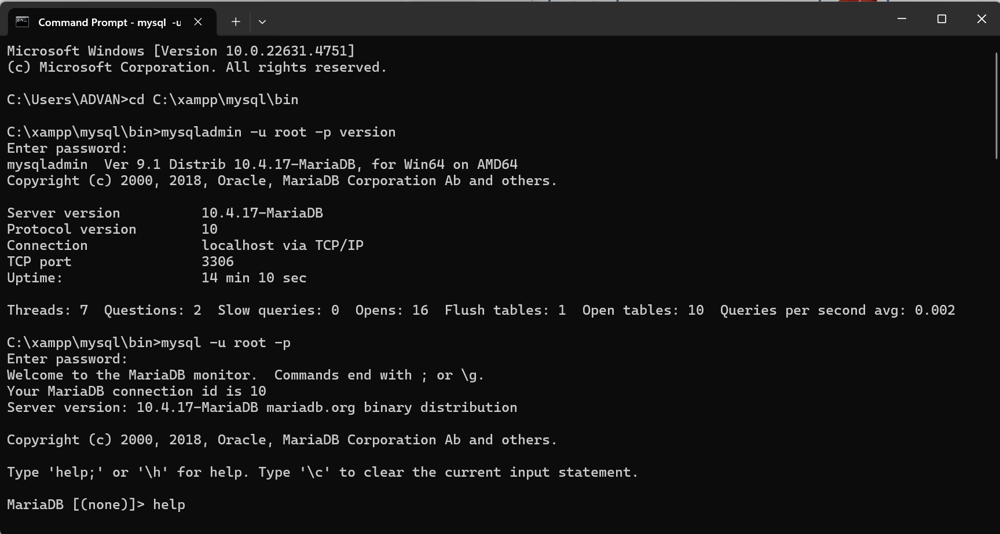 Command Prompt - mysql  -u
Microsoft Windows [Version 10.0.22631.4751]
(c) Microsoft Corporation. All rights reserved.
C:\Users\ADVAN>cd C:\xampp\mysql\bin
C:\xampp\mysql\bin>mysqladmin -u root -p version
Enter password:
mysqladmin  Ver 9.1 Distrib 10.4.17-MariaDB, for Win64 on AMD64
Copyright (c) 2000, 2018, Oracle, MariaDB Corporation Ab and others.
Server version          10.4.17-MariaDB
Protocol version        10
Connection              localhost via TCP/IP
TCP port                3306
Uptime:                 14 min 10 sec
Threads: 7  Questions: 2  Slow queries: 0  Opens: 16  Flush tables: 1  Open tables: 10  Queries per second avg: 0.002
C:\xampp\mysql\bin>mysql -u root -p
Enter password:
Welcome to the MariaDB monitor.  Commands end with ; or \g.
Your MariaDB connection id is 10
Server version: 10.4.17-MariaDB mariadb.org binary distribution
Copyright (c) 2000, 2018, Oracle, MariaDB Corporation Ab and others.
Type 'help;' or '\h' for help. Type '\c' to clear the current input statement.
MariaDB [(none)]> help